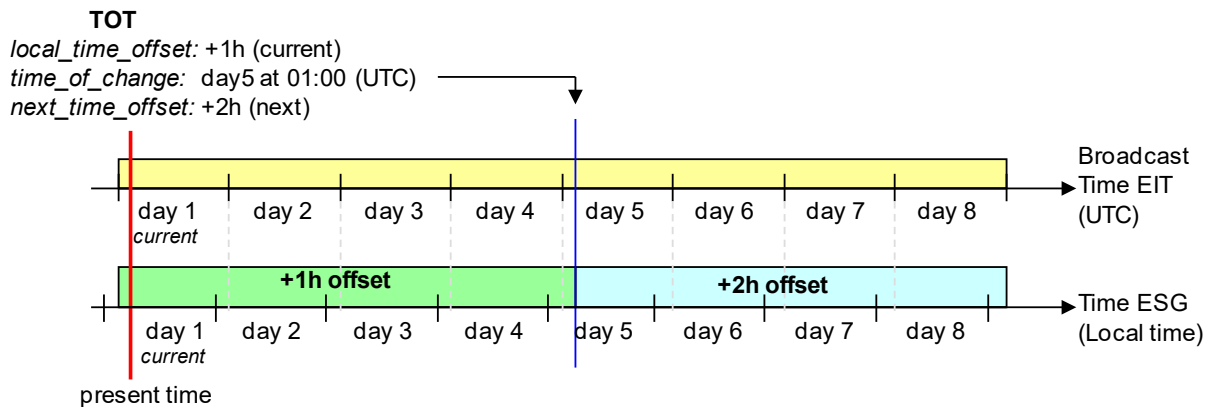 TOT
local_time_offset: +1h (current)
time_of_change: day5 at 01:00 (UTC)
next_time_offset: +2h (next)
Broadcast
Time EIT
(UTC)
day 1 day 2 day 3 day 4 day 5 day 6 day 7 day 8
current
+1h offset +2h offset
Time ESG
(Local time)
day 1 day 2 day 3 day 4 day 5 day 6 day 7 day 8
current
present time